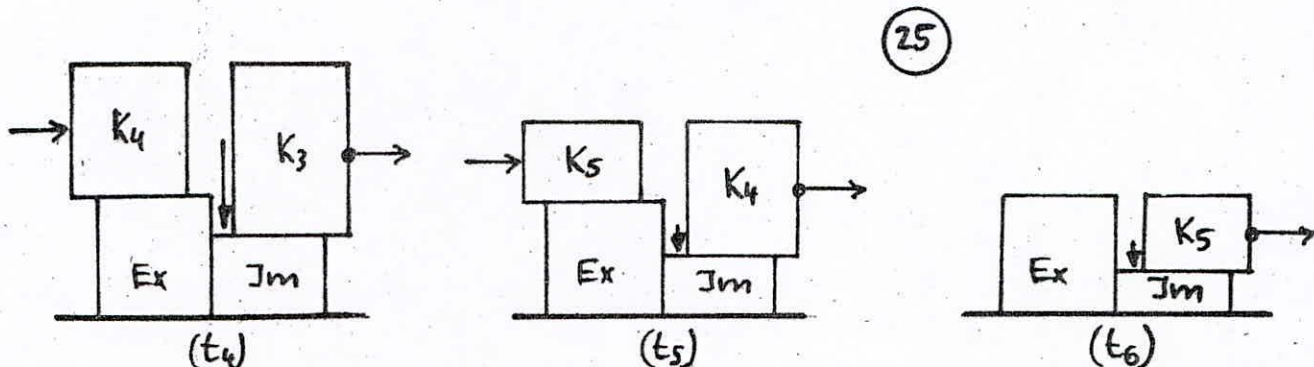 25
K₄ K₃ K₅ K₄ K₅
Ex Jm Ex Jm Ex Jm
(t₄) (t₅) (t₆)